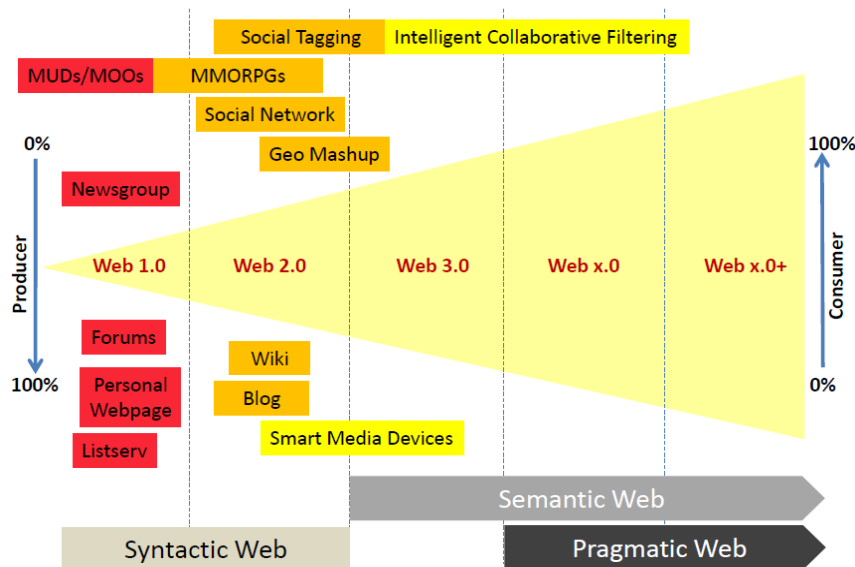 Social Tagging
Intelligent Collaborative Filtering
MUDs/MOOs
MMORPGs
Social Network
0%
Geo Mashup
100%
Newsgroup
Producer
Web 1.0
Web 2.0
Web 3.0
Web x.0
Web x.0+
Consumer
Forums
Wiki
100%
Personal
Webpage
Blog
0%
Listserv
Smart Media Devices
Semantic Web
Syntactic Web
Pragmatic Web